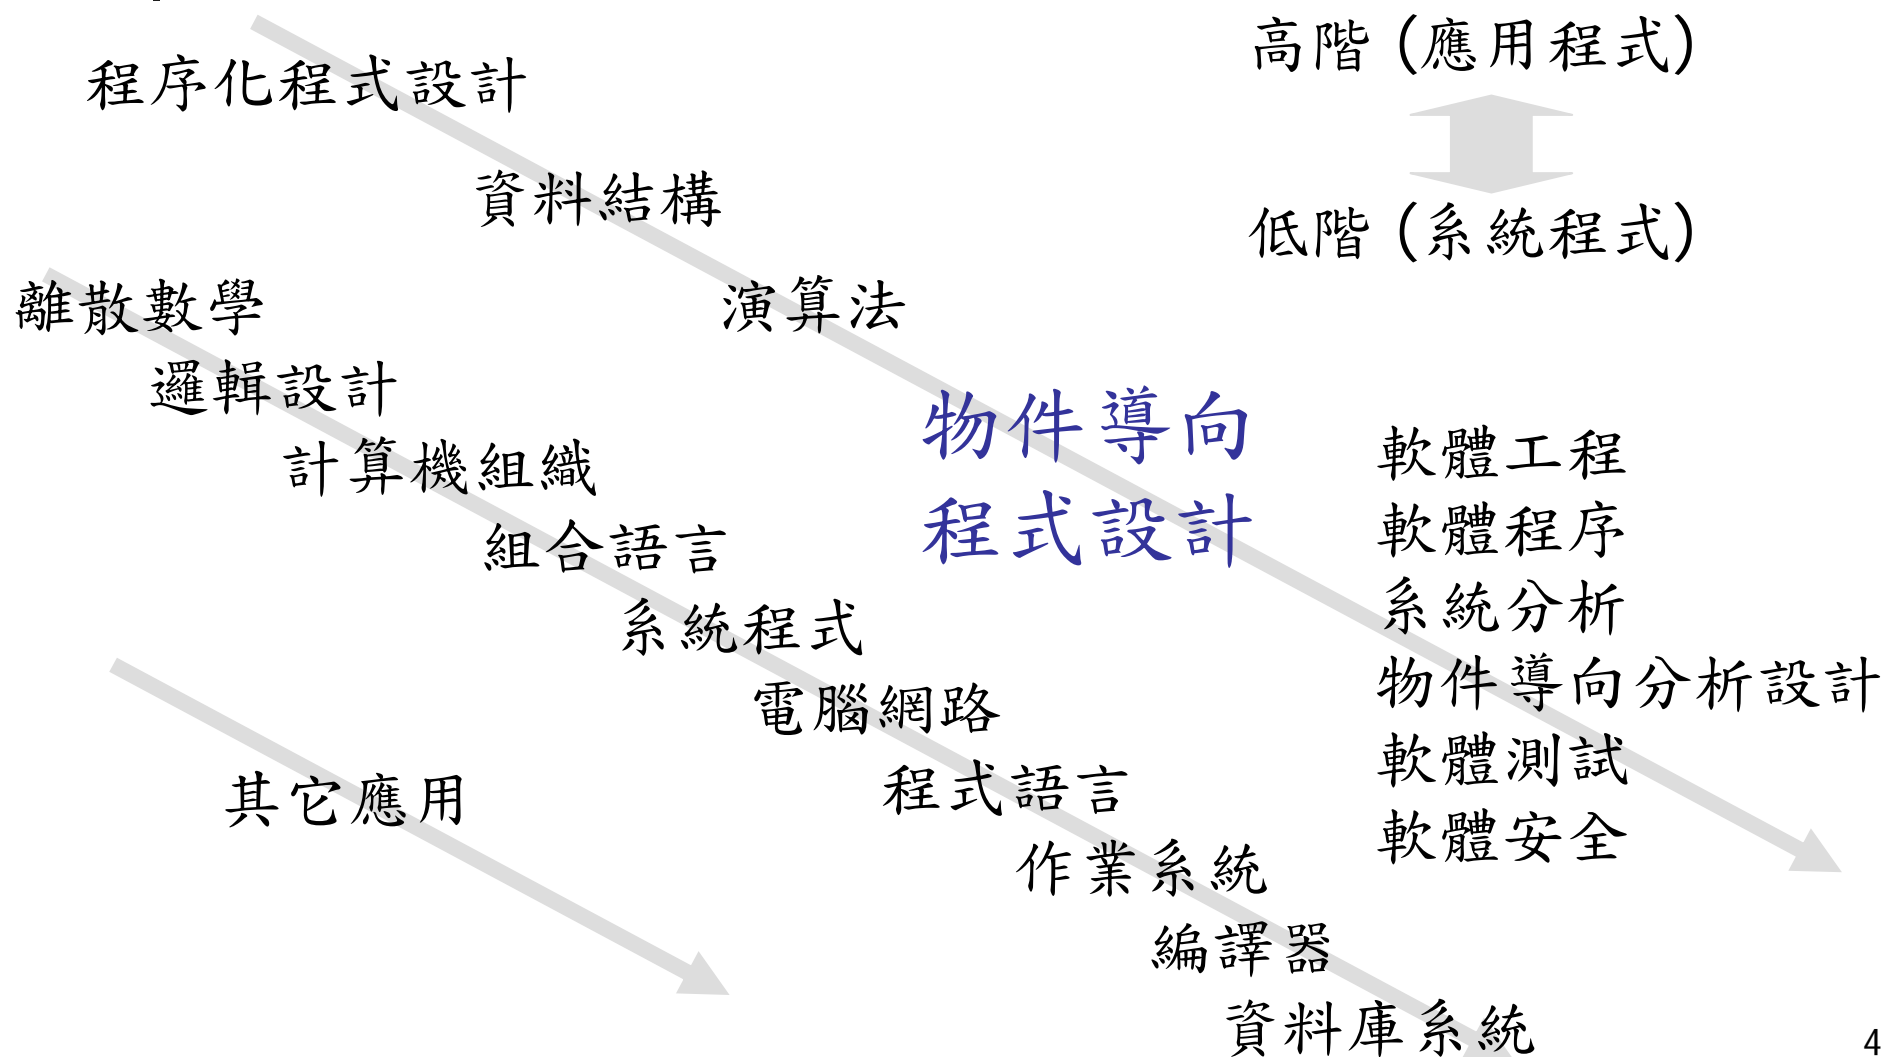 高階 (應用程式)
程序化程式設計
資料結構
低階 (系統程式)
離散數學
演算法
邏輯設計
物件導向
程式設計
計算機組織
組合語言
系統程式
電腦網路
程式語言
作業系統
編譯器
資料庫系統
軟體工程
軟體程序
系統分析
物件導向分析設計
軟體測試
軟體安全
其它應用
4